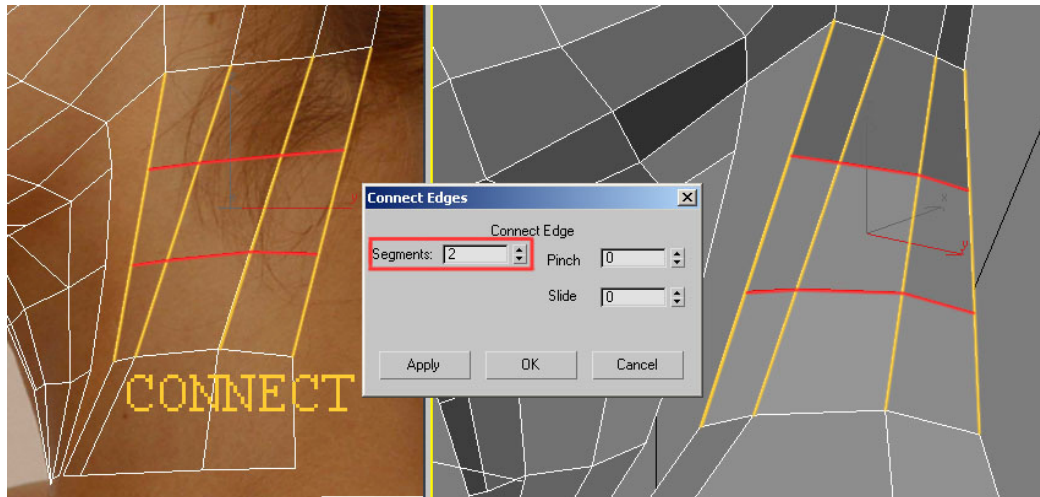 Connect Edges
Connect Edge
Segments: 2
Pinch 0
Slide 0
Apply OK Cancel
CONNECT
x
y